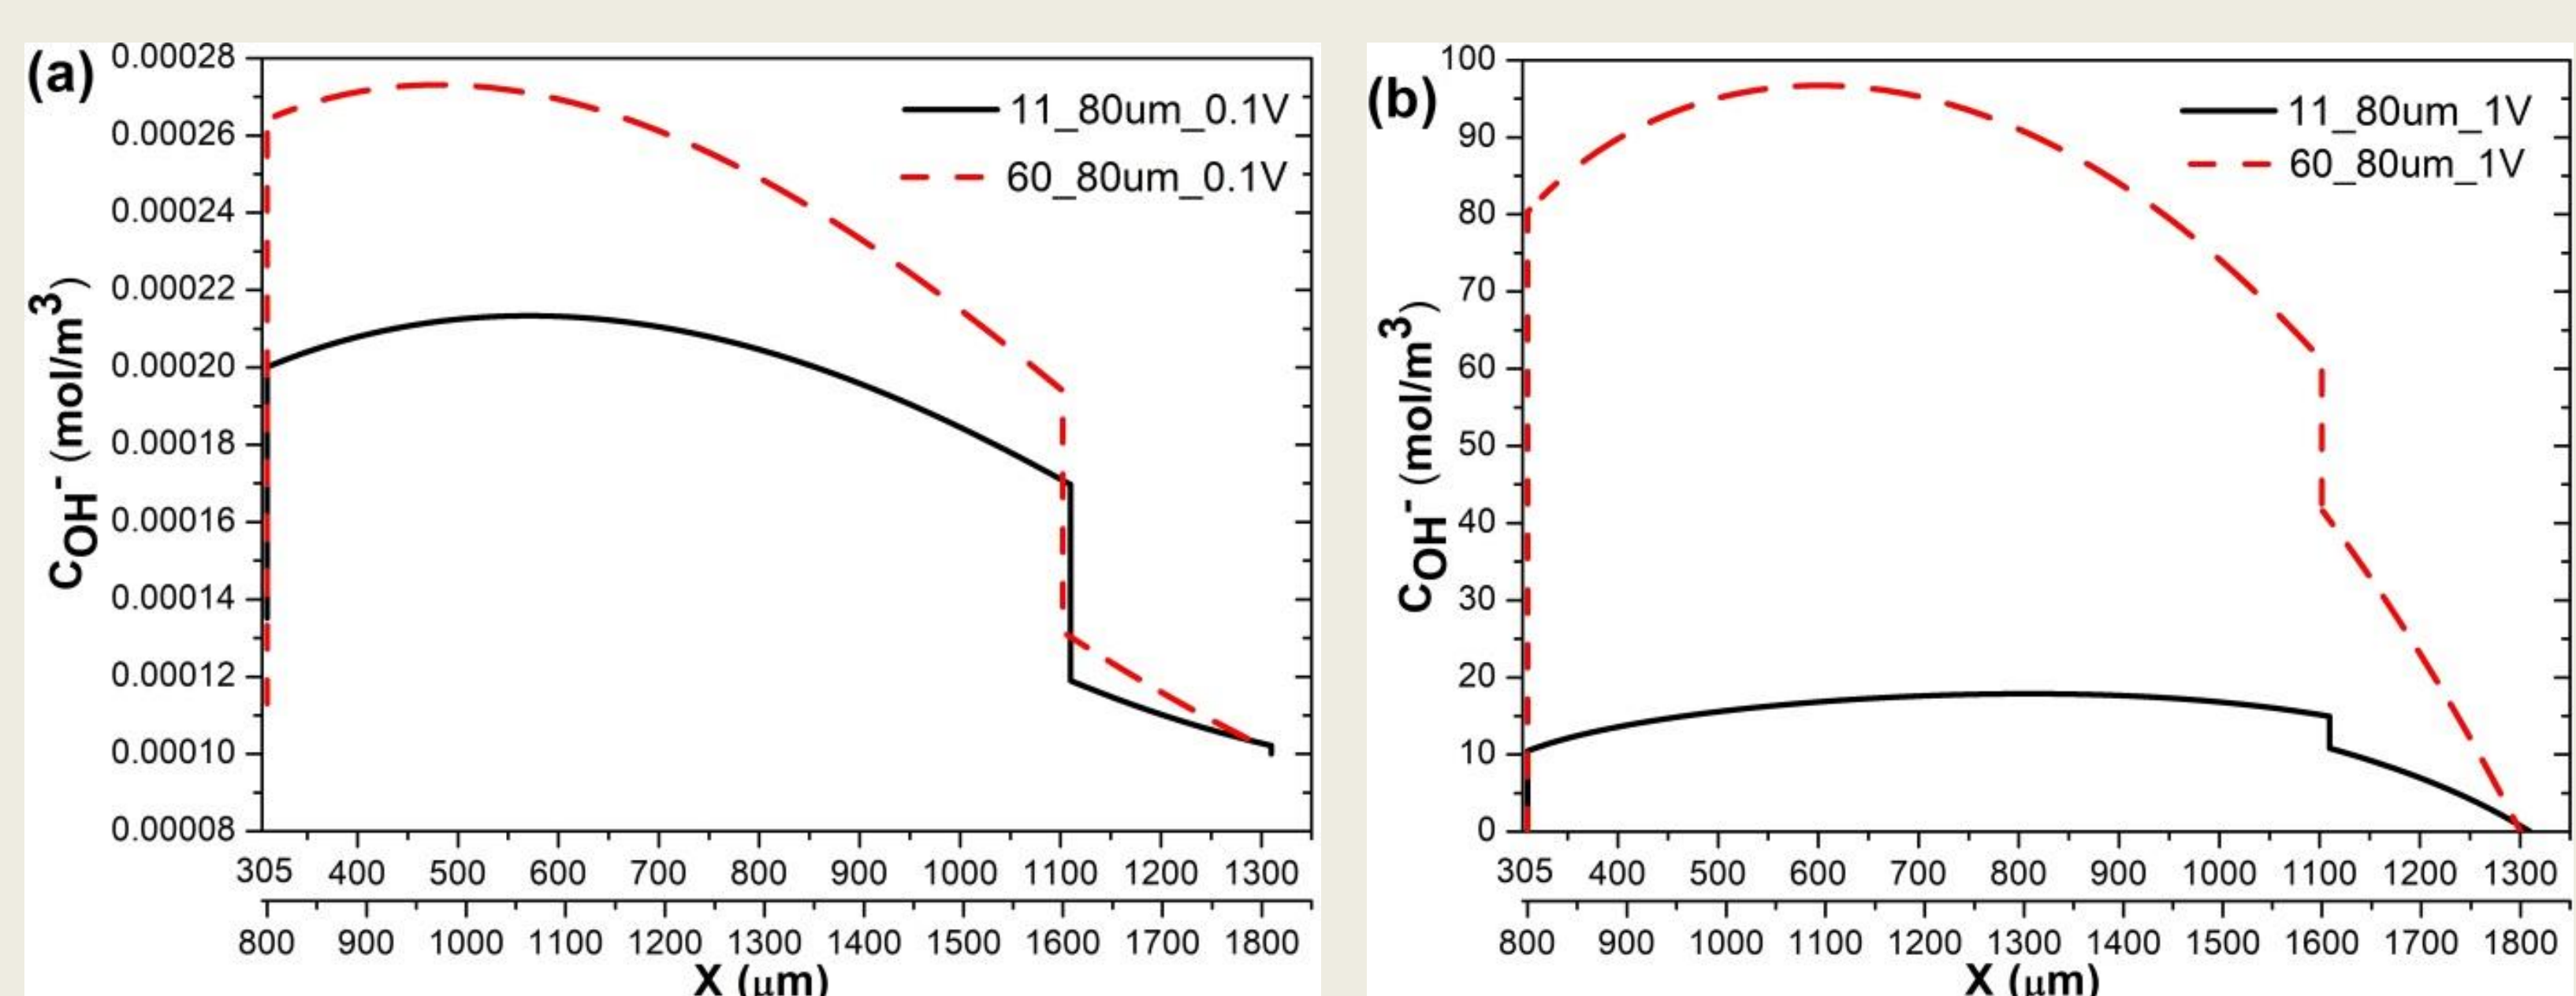 (a)
C_OH⁻ (mol/m³)
0.00028
0.00026
0.00024
0.00022
0.00020
0.00018
0.00016
0.00014
0.00012
0.00010
0.00008
11_80um_0.1V
60_80um_0.1V
305 400 500 600 700 800 900 1000 1100 1200 1300
800 900 1000 1100 1200 1300 1400 1500 1600 1700 1800
X (μm)
(b)
C_OH⁻ (mol/m³)
100
90
80
70
60
50
40
30
20
10
0
11_80um_1V
60_80um_1V
305 400 500 600 700 800 900 1000 1100 1200 1300
800 900 1000 1100 1200 1300 1400 1500 1600 1700 1800
X (μm)